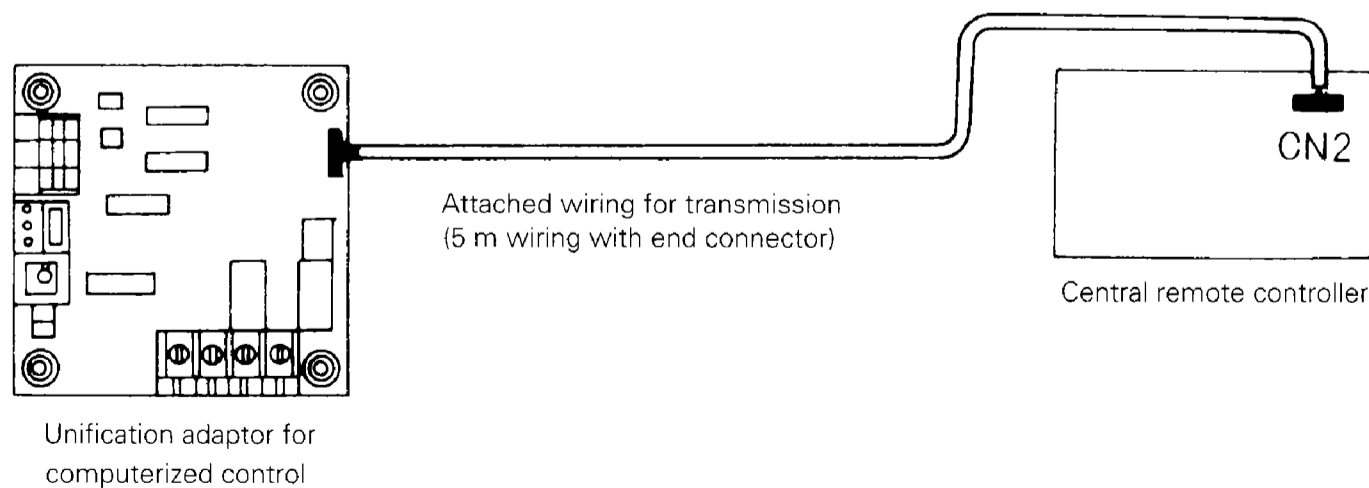 CN2
Attached wiring for transmission
(5 m wiring with end connector)
Central remote controller
Unification adaptor for
computerized control